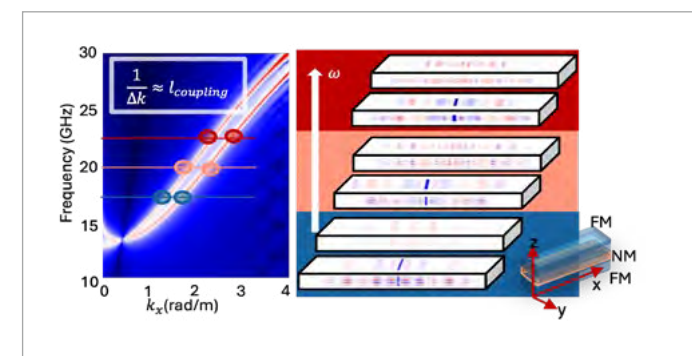 30
25
20
15
10
Frequency (GHz)
1/Δk ≈ l_coupling
0
1
2
3
4
k_x(rad/m)
ω
FM
NM
FM
z
x
y